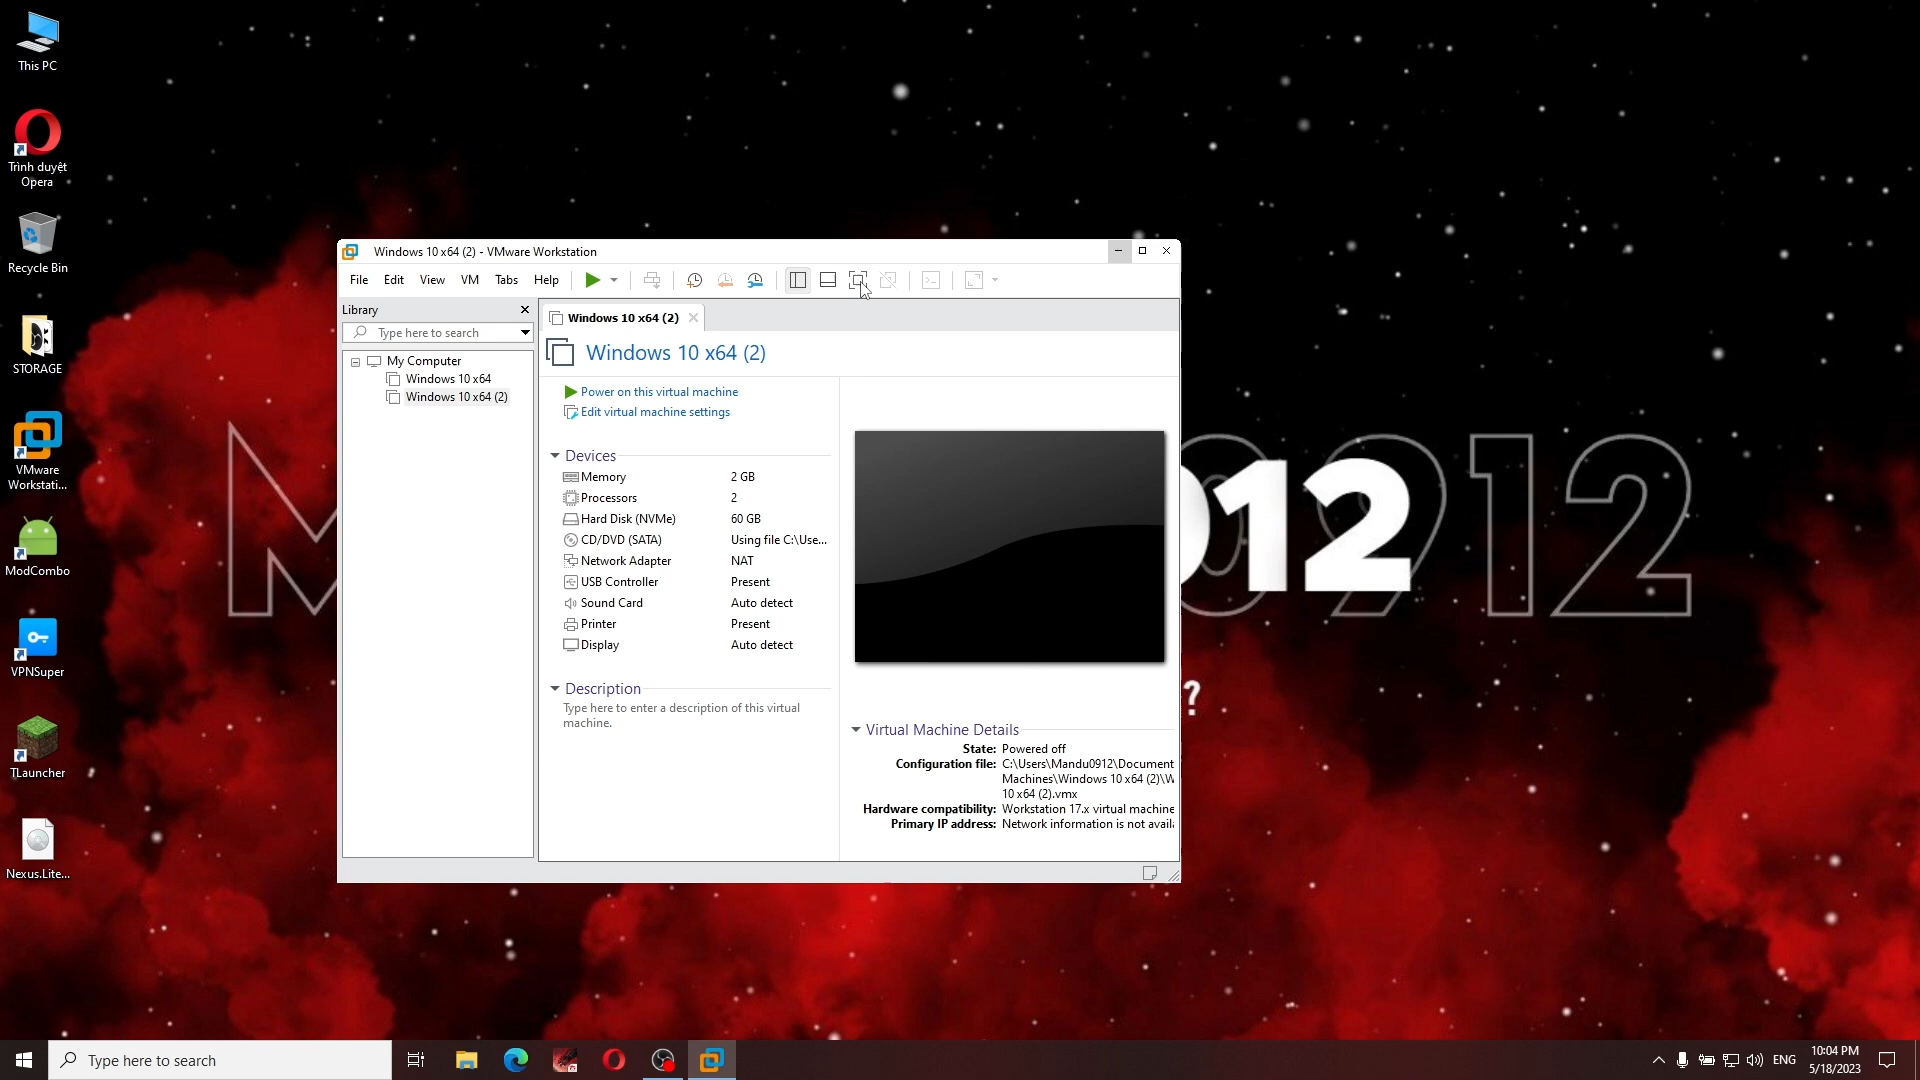 This PC
Trình duyệt
Opera
Recycle Bin
STORAGE
VMware
Workstati...
ModCombo
VPNSuper
TLauncher
Nexus.Lite...
Windows 10 x64 (2) - VMware Workstation
File Edit View VM Tabs Help
Library
Type here to search
My Computer
Windows 10 x64
Windows 10 x64 (2)
Windows 10 x64 (2)
Windows 10 x64 (2)
Power on this virtual machine
Edit virtual machine settings
Devices
Memory 2 GB
Processors 2
Hard Disk (NVMe) 60 GB
CD/DVD (SATA) Using file C:\Use...
Network Adapter NAT
USB Controller Present
Sound Card Auto detect
Printer Present
Display Auto detect
Description
Type here to enter a description of this virtual
machine.
Virtual Machine Details
State: Powered off
Configuration file: C:\Users\Mandu0912\Document
Machines\Windows 10 x64 (2)\W
10 x64 (2).vmx
Hardware compatibility: Workstation 17.x virtual machine
Primary IP address: Network information is not avail
M 0912
912
?
Type here to search
ENG
10:04 PM
5/18/2023